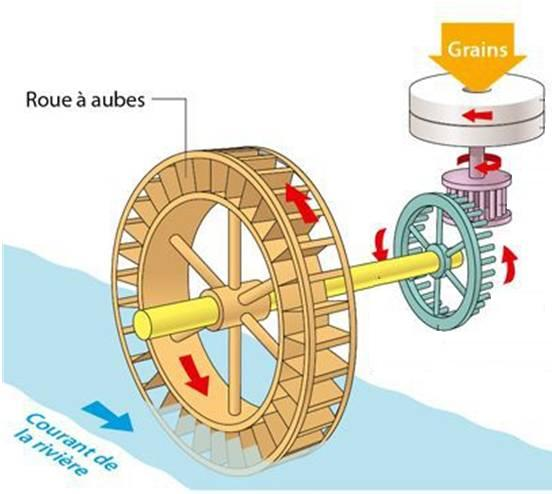 Grains
Roue à aubes
Courant de
la rivière